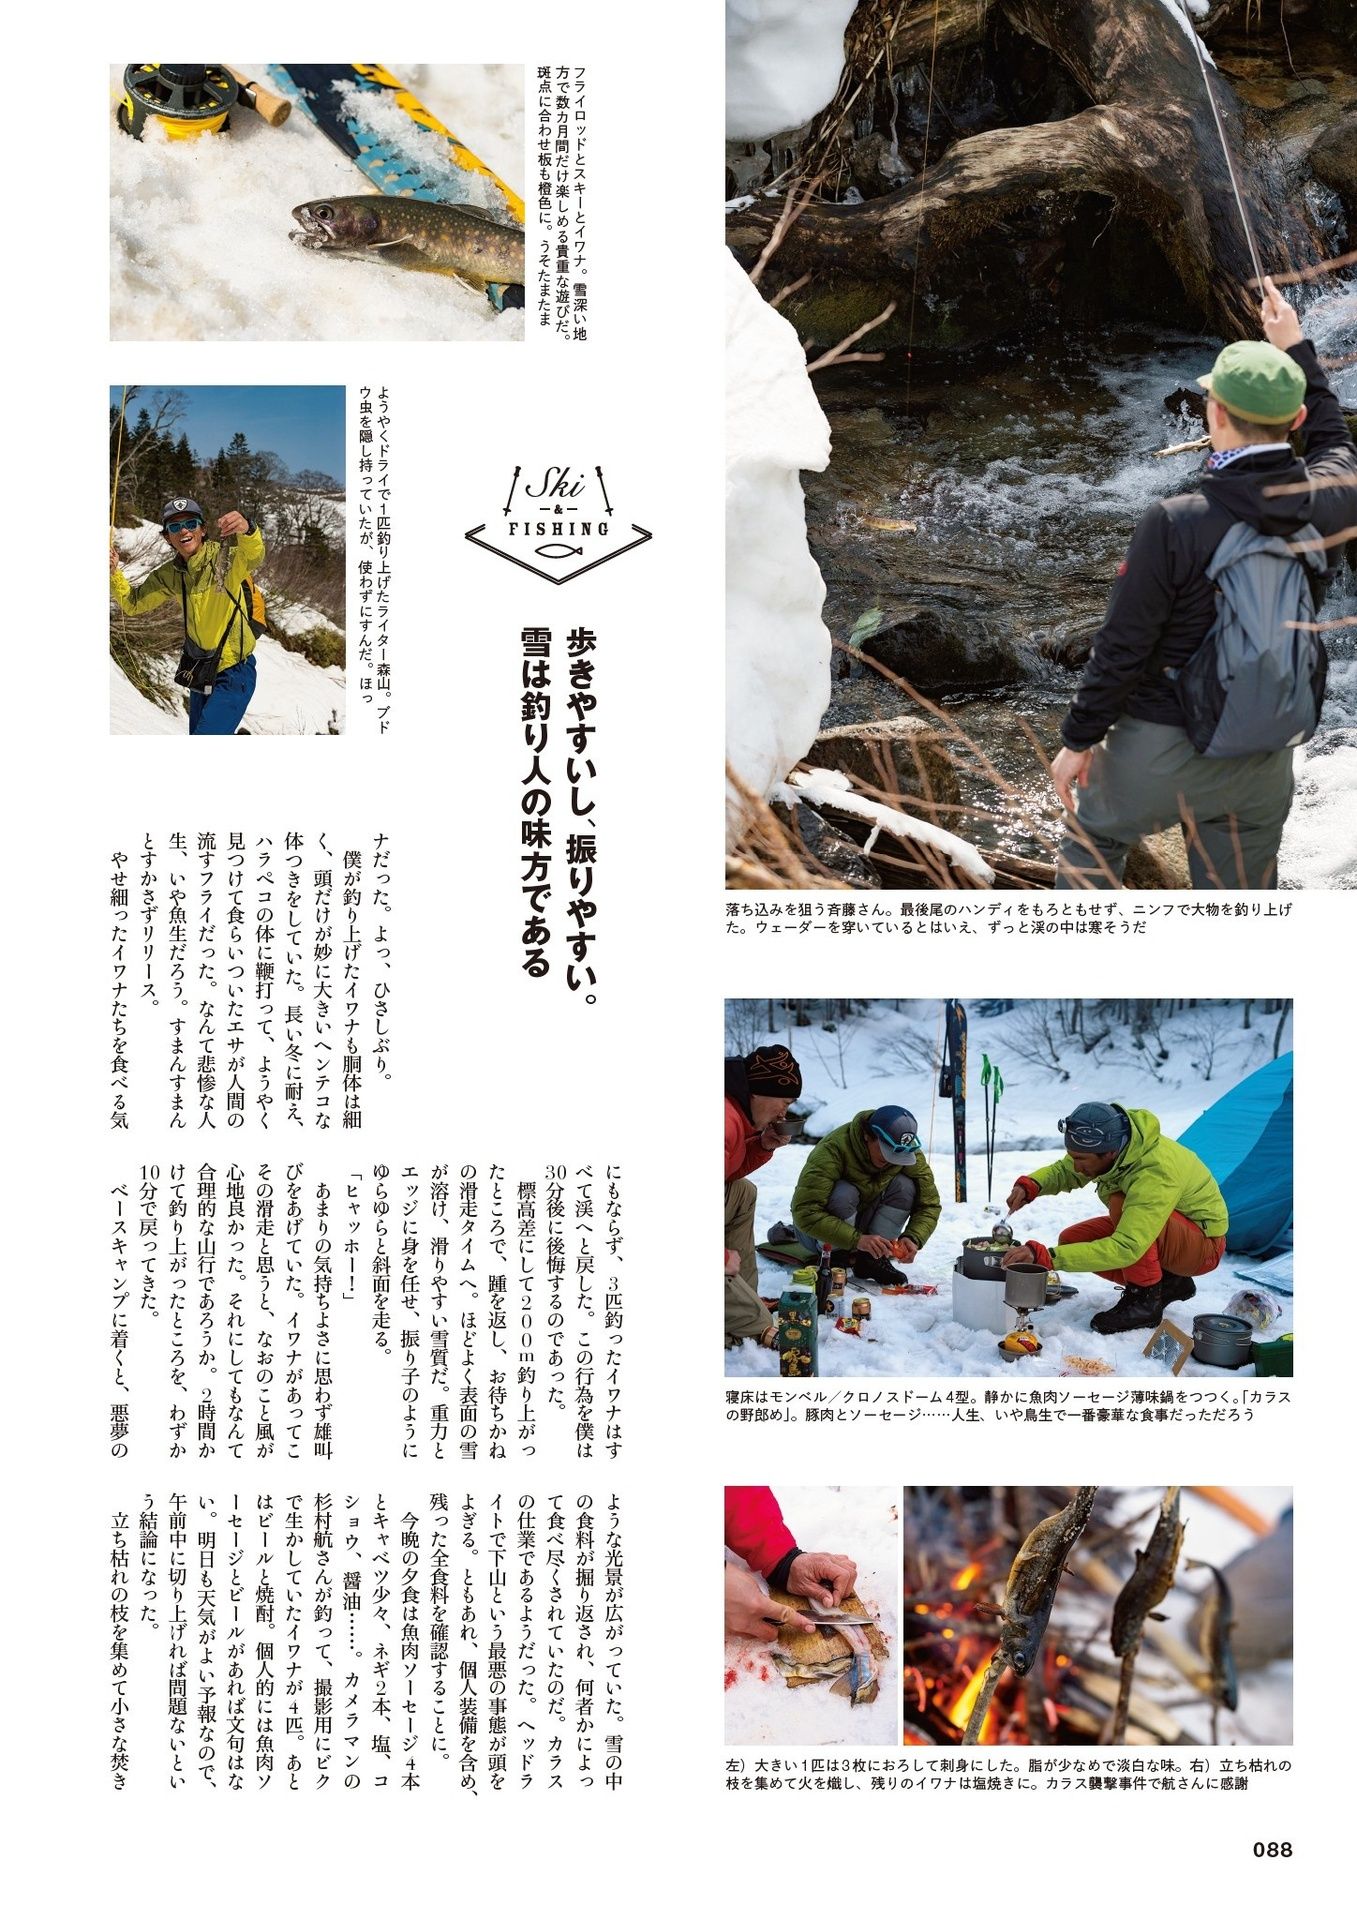 落ち込みを狙う斉藤さん。最後尾のハンディをもろともせず、ニンフで大物を釣り上げ
た。ウェーダーを穿いているとはいえ、ずっと渓の中は寒そうだ
寝床はモンベル／クロノスドーム4型。静かに魚肉ソーセージ薄味鍋をつつく。「カラス
の野郎め」。豚肉とソーセージ……人生、いや鳥生で一番豪華な食事だっただろう
左）大きい1匹は3枚におろして刺身にした。脂が少なめで淡白な味。右）立ち枯れの
枝を集めて火を熾し、残りのイワナは塩焼きに。カラス襲撃事件で航さんに感謝
フライロッドとスキーとイワナ。雪深い地
方で数カ月間だけ楽しめる貴重な遊びだ。
斑点に合わせ板も橙色に。うそたまたま
ようやくドライで1匹釣り上げたライター森山。ブド
ウ虫を隠し持っていたが、使わずにすんだ。ほっ
Ski
&
FISHING
歩きやすいし、振りやすい。
雪は釣り人の味方である
ナだった。よっ、ひさしぶり。
僕が釣り上げたイワナも胴体は細
く、頭だけが妙に大きいヘンテコな
体つきをしていた。長い冬に耐え、
ハラペコの体に鞭打って、ようやく
見つけて食らいついたエサが人間の
流すフライだった。なんて悲惨な人
生、いや魚生だろう。すまんすまん
とすかさずリリース。
やせ細ったイワナたちを食べる気
にもならず、3匹釣ったイワナはす
べて渓へと戻した。この行為を僕は
30分後に後悔するのであった。
標高差にして200m釣り上がっ
たところで、踵を返し、お待ちかね
の滑走タイムへ。ほどよく表面の雪
が溶け、滑りやすい雪質だ。重力と
エッジに身を任せ、振り子のように
ゆらゆらと斜面を走る。
「ヒャッホー！」
あまりの気持ちよさに思わず雄叫
びをあげていた。イワナがあってこ
その滑走と思うと、なおのこと風が
心地良かった。それにしてもなんて
合理的な山行であろうか。2時間か
けて釣り上がったところを、わずか
10分で戻ってきた。
ベースキャンプに着くと、悪夢の
ような光景が広がっていた。雪の中
の食料が掘り返され、何者かによっ
て食べ尽くされていたのだ。カラス
の仕業であるようだった。ヘッドラ
イトで下山という最悪の事態が頭を
よぎる。ともあれ、個人装備を含め、
残った全食料を確認することに。
今晩の夕食は魚肉ソーセージ4本
とキャベツ少々、ネギ2本、塩、コ
ショウ、醤油……。カメラマンの
杉村航さんが釣って、撮影用にビク
で生かしていたイワナが4匹。あと
はビールと焼酎。個人的には魚肉ソ
ーセージとビールがあれば文句はな
い。明日も天気がよい予報なので、
午前中に切り上げれば問題ないとい
う結論になった。
立ち枯れの枝を集めて小さな焚き
088